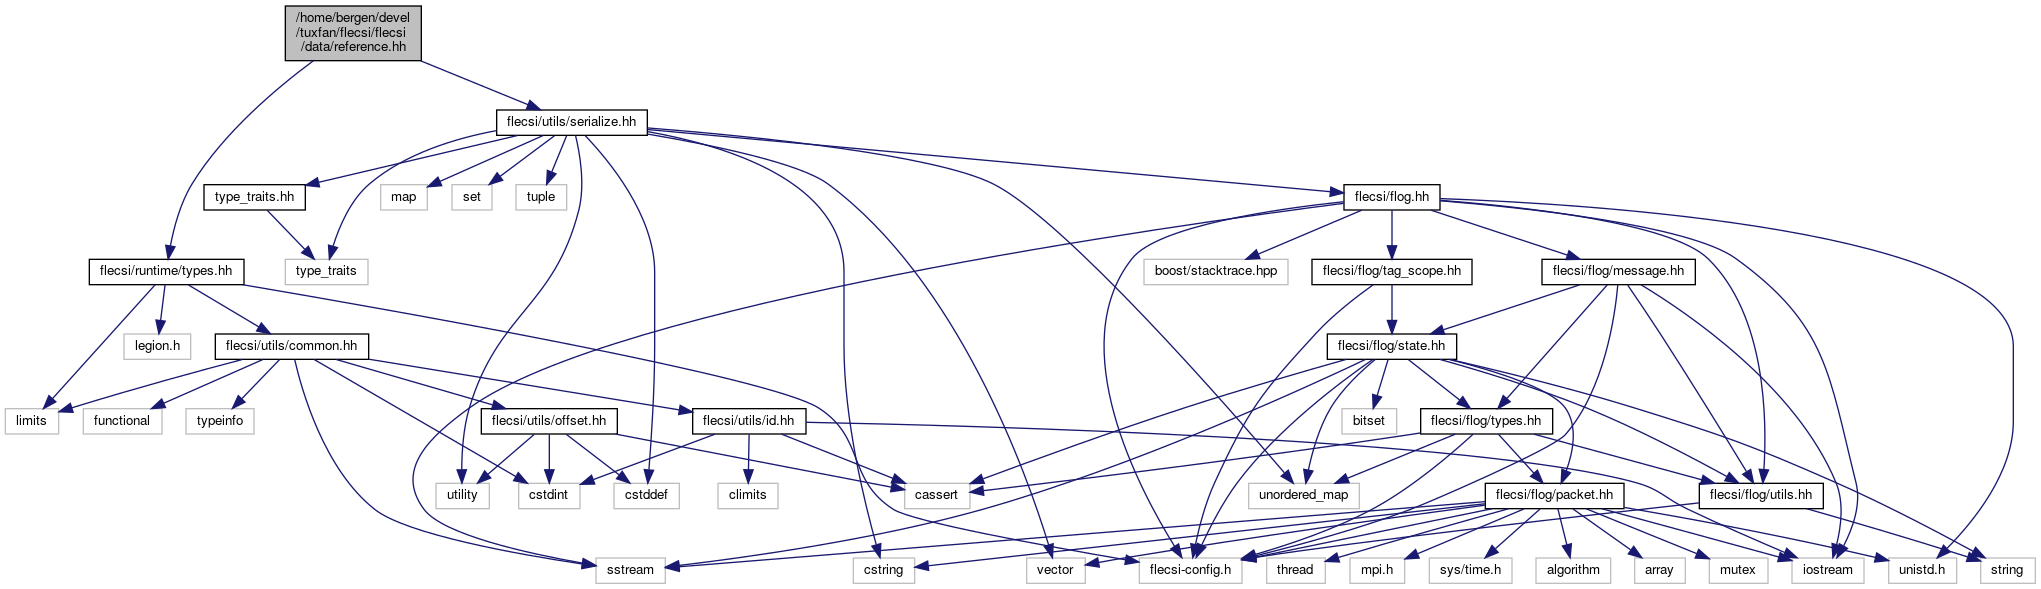 /home/bergen/devel
/tuxfan/flecsi/flecsi
/data/reference.hh
flecsi/utils/serialize.hh
type_traits.hh
map
set
tuple
flecsi/flog.hh
flecsi/runtime/types.hh
type_traits
boost/stacktrace.hpp
flecsi/flog/tag_scope.hh
flecsi/flog/message.hh
legion.h
flecsi/utils/common.hh
flecsi/flog/state.hh
limits
functional
typeinfo
flecsi/utils/offset.hh
flecsi/utils/id.hh
bitset
flecsi/flog/types.hh
utility
cstdint
cstddef
climits
cassert
unordered_map
flecsi/flog/packet.hh
flecsi/flog/utils.hh
sstream
cstring
vector
flecsi-config.h
thread
mpi.h
sys/time.h
algorithm
array
mutex
iostream
unistd.h
string